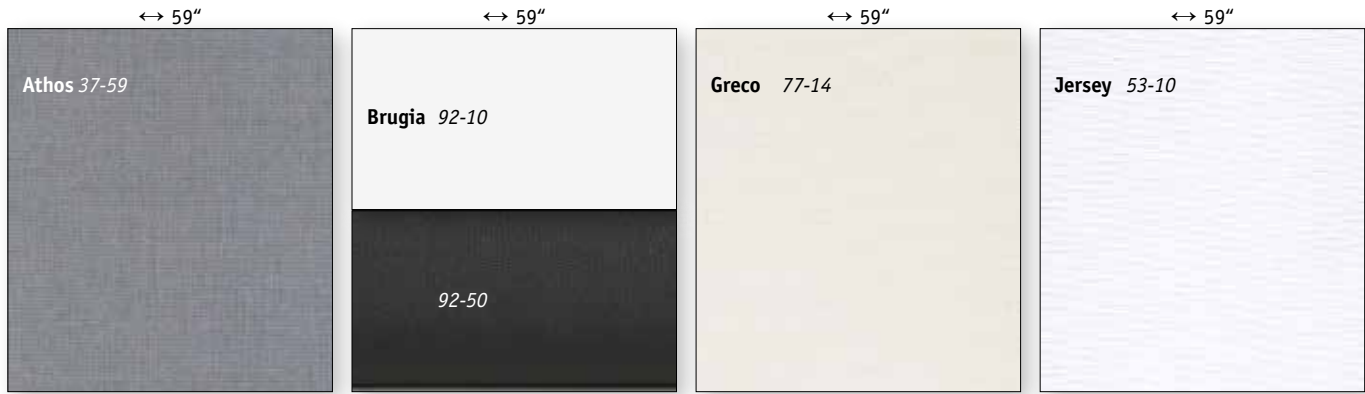 ↔ 59“
↔ 59“
↔ 59“
↔ 59“
Athos 37-59
Brugia 92-10
92-50
Greco 77-14
Jersey 53-10